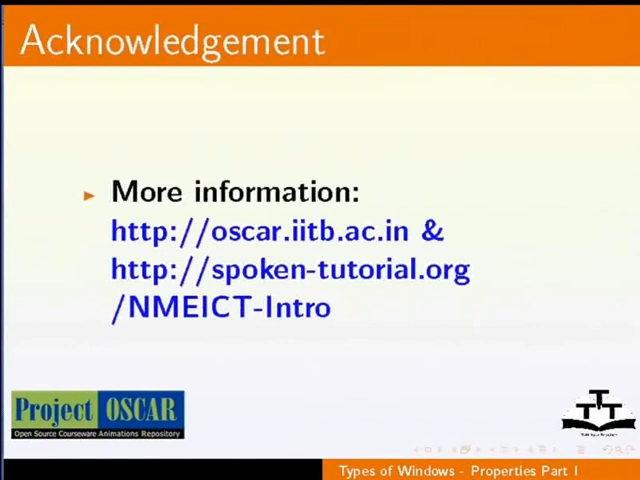 Acknowledgement
More information:
http://oscar.iitb.ac.in &
http://spoken-tutorial.org
/NMEICT-Intro
Project OSCAR
Open Source Courseware Animations Repository
Types of Windows - Properties Part I